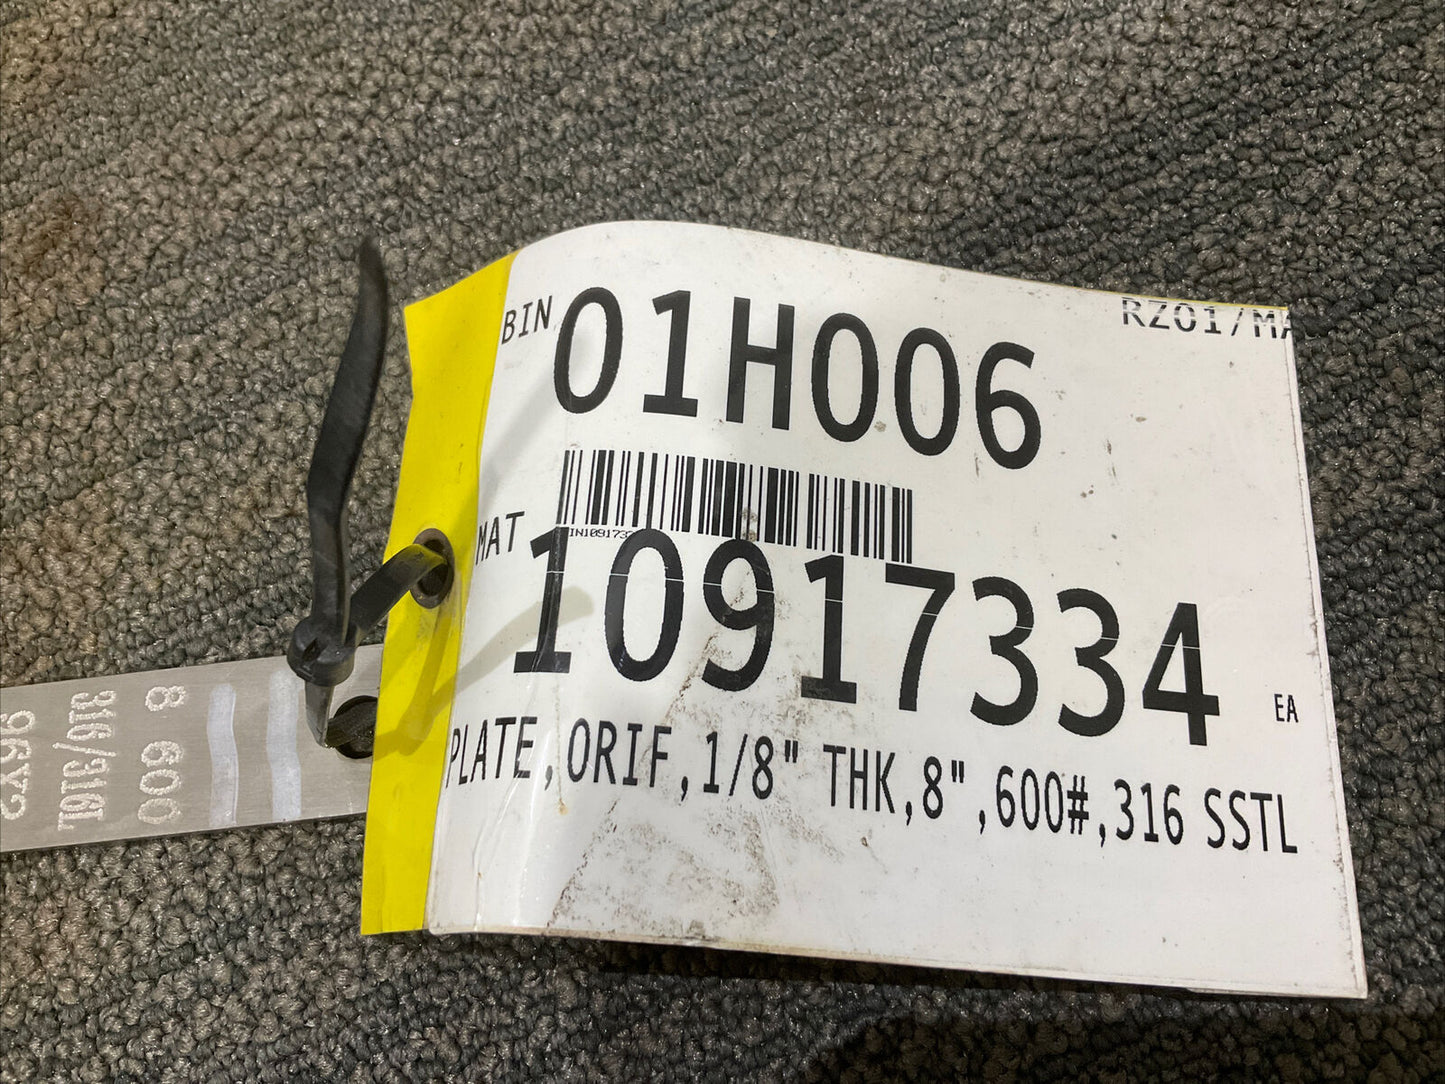 BIN 01H006
RZ01/MA
MAT 10917334
EA
PLATE,ORIF,1/8" THK,8",600#,316 SSTL
8 600
316/316L